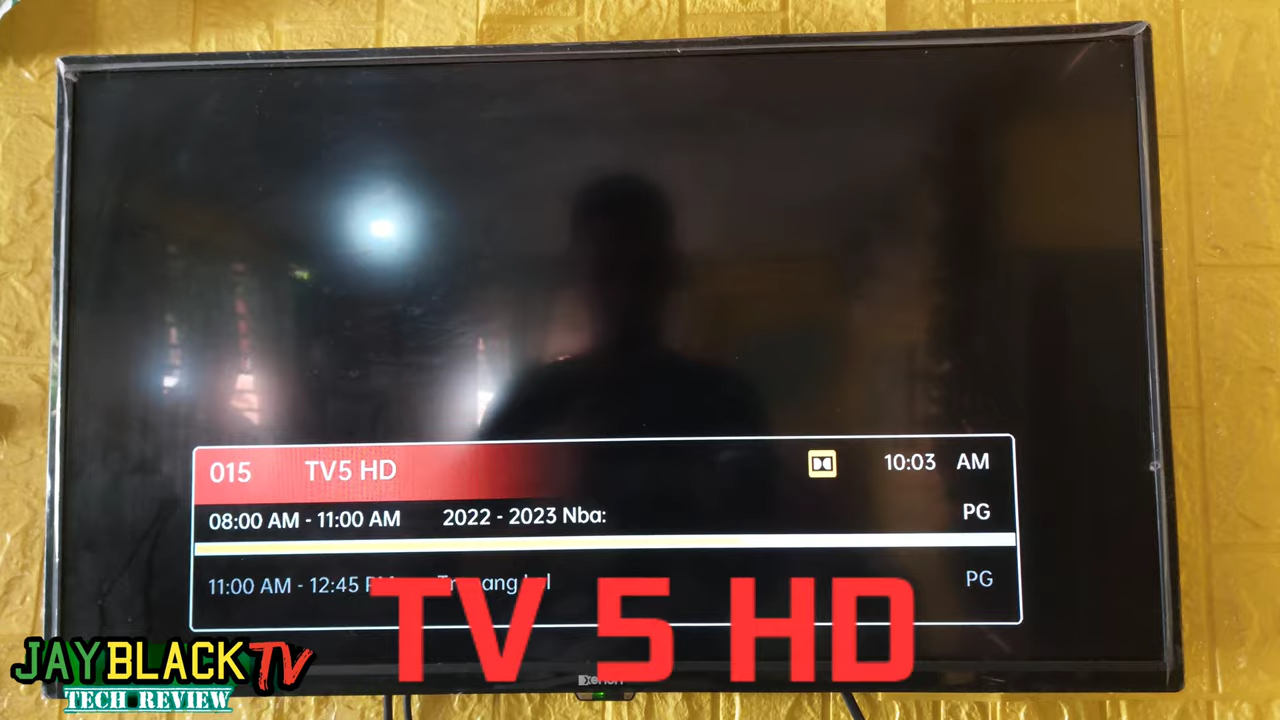 015 TV5 HD 10:03 AM
08:00 AM - 11:00 AM 2022 - 2023 Nba: PG
11:00 AM - 12:45 PG
TV 5 HD
JAYBLACK TV
TECH REVIEW